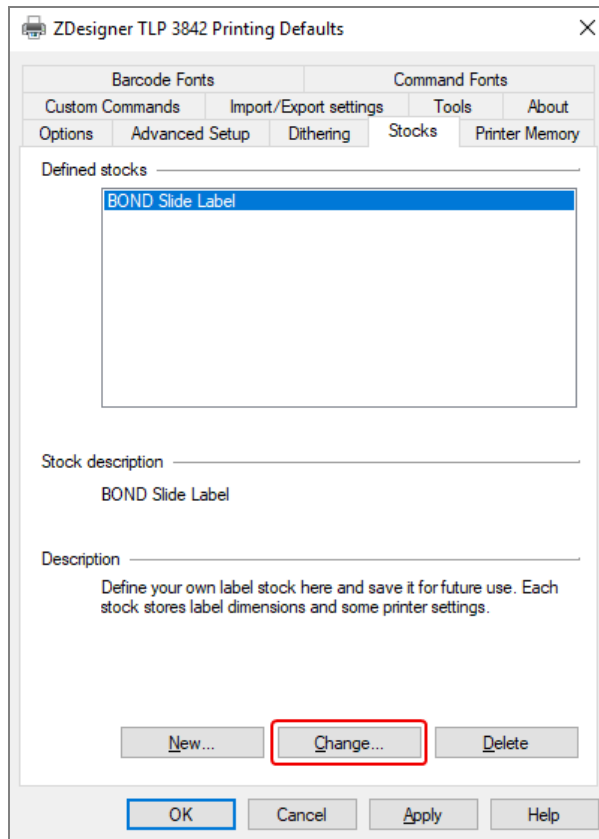 ZDesigner TLP 3842 Printing Defaults
Barcode Fonts
Command Fonts
Custom Commands
Import/Export settings
Tools
About
Options
Advanced Setup
Dithering
Stocks
Printer Memory
Defined stocks
BOND Slide Label
Stock description
BOND Slide Label
Description
Define your own label stock here and save it for future use. Each
stock stores label dimensions and some printer settings.
New...
Change...
Delete
OK
Cancel
Apply
Help